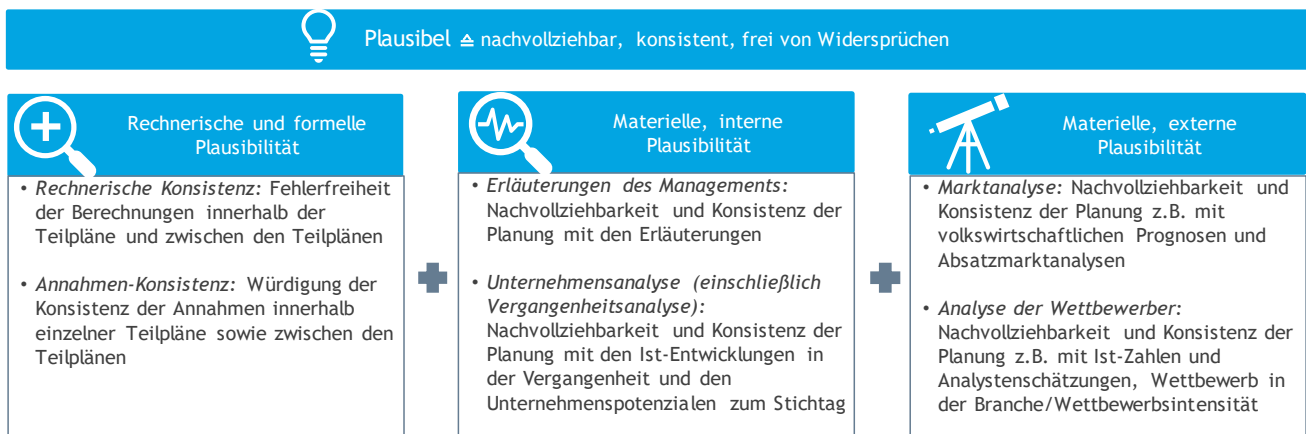 Plausibel ≙ nachvollziehbar, konsistent, frei von Widersprüchen
Rechnerische und formelle
Plausibilität
• Rechnerische Konsistenz: Fehlerfreiheit
der Berechnungen innerhalb der
Teilpläne und zwischen den Teilplänen
• Annahmen-Konsistenz: Würdigung der
Konsistenz der Annahmen innerhalb
einzelner Teilpläne sowie zwischen den
Teilplänen
Materielle, interne
Plausibilität
• Erläuterungen des Managements:
Nachvollziehbarkeit und Konsistenz der
Planung mit den Erläuterungen
• Unternehmensanalyse (einschließlich
Vergangenheitsanalyse):
Nachvollziehbarkeit und Konsistenz der
Planung mit den Ist-Entwicklungen in
der Vergangenheit und den
Unternehmenspotenzialen zum Stichtag
Materielle, externe
Plausibilität
• Marktanalyse: Nachvollziehbarkeit und
Konsistenz der Planung z.B. mit
volkswirtschaftlichen Prognosen und
Absatzmarktanalysen
• Analyse der Wettbewerber:
Nachvollziehbarkeit und Konsistenz der
Planung z.B. mit Ist-Zahlen und
Analystenschätzungen, Wettbewerb in
der Branche/Wettbewerbsintensität